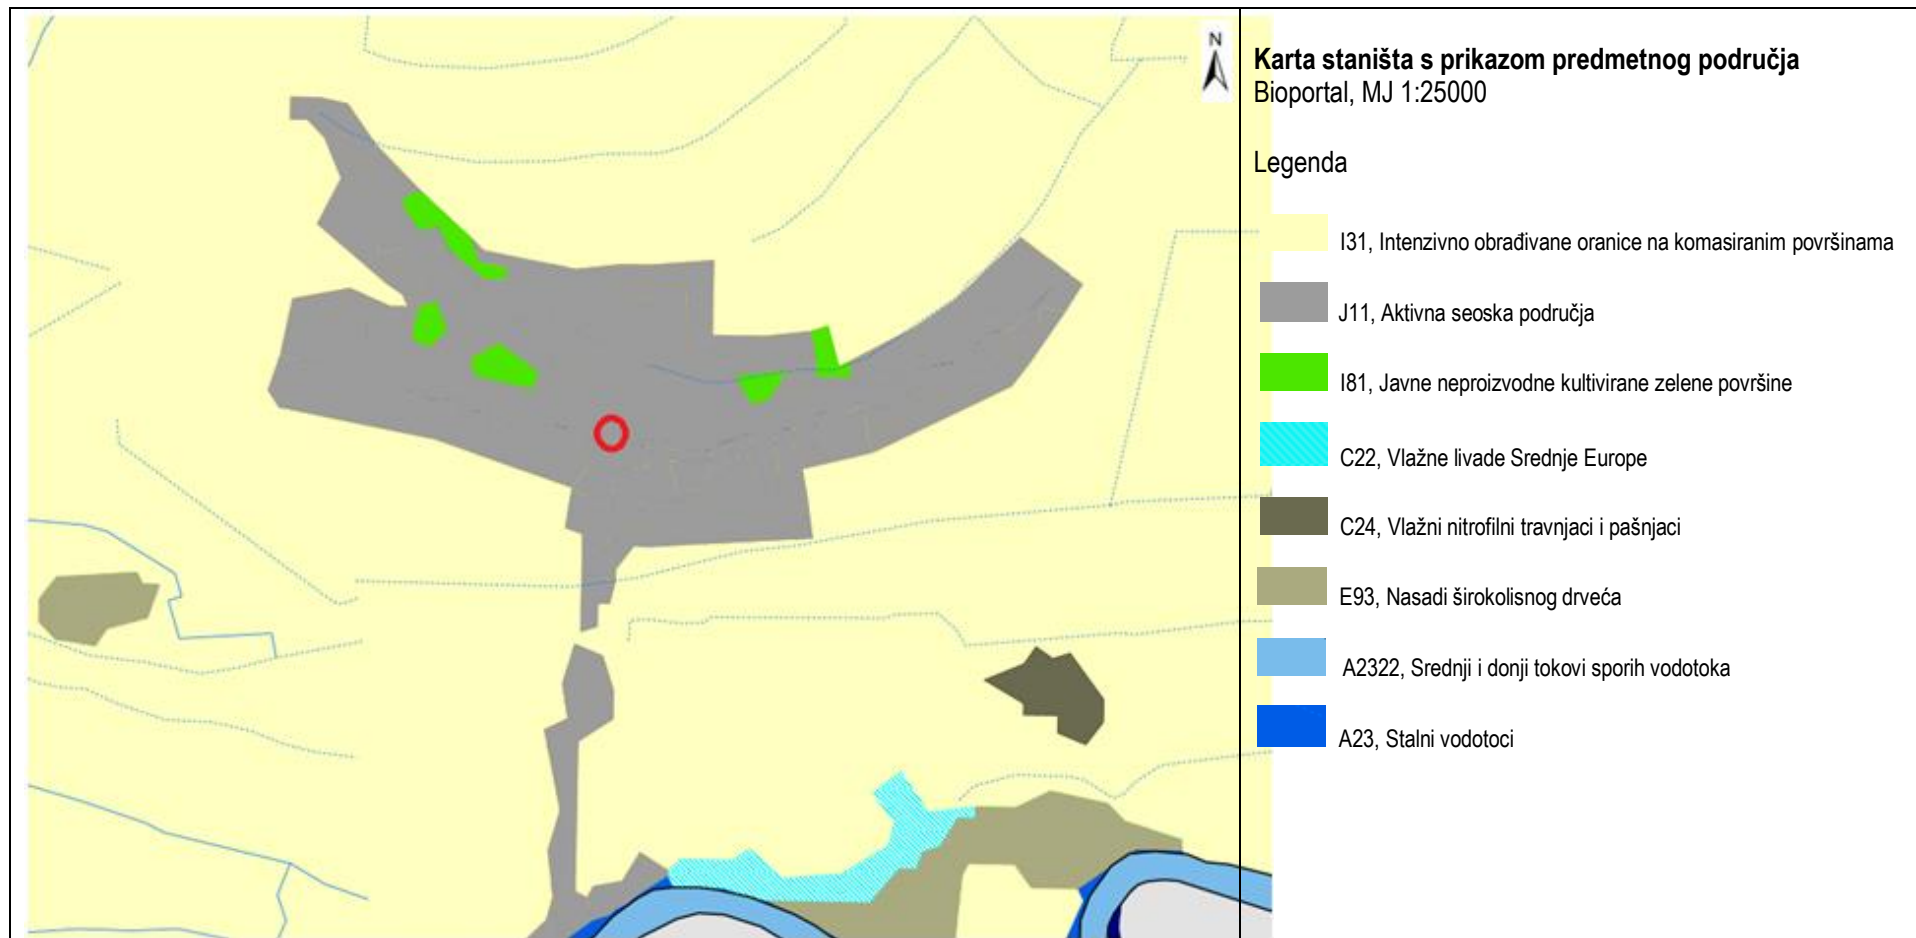 N
Karta staništa s prikazom predmetnog područja
Bioportal, MJ 1:25000
Legenda
I31, Intenzivno obrađivane oranice na komasiranim površinama
J11, Aktivna seoska područja
I81, Javne neproizvodne kultivirane zelene površine
C22, Vlažne livade Srednje Europe
C24, Vlažni nitrofilni travnjaci i pašnjaci
E93, Nasadi širokolisnog drveća
A2322, Srednji i donji tokovi sporih vodotoka
A23, Stalni vodotoci